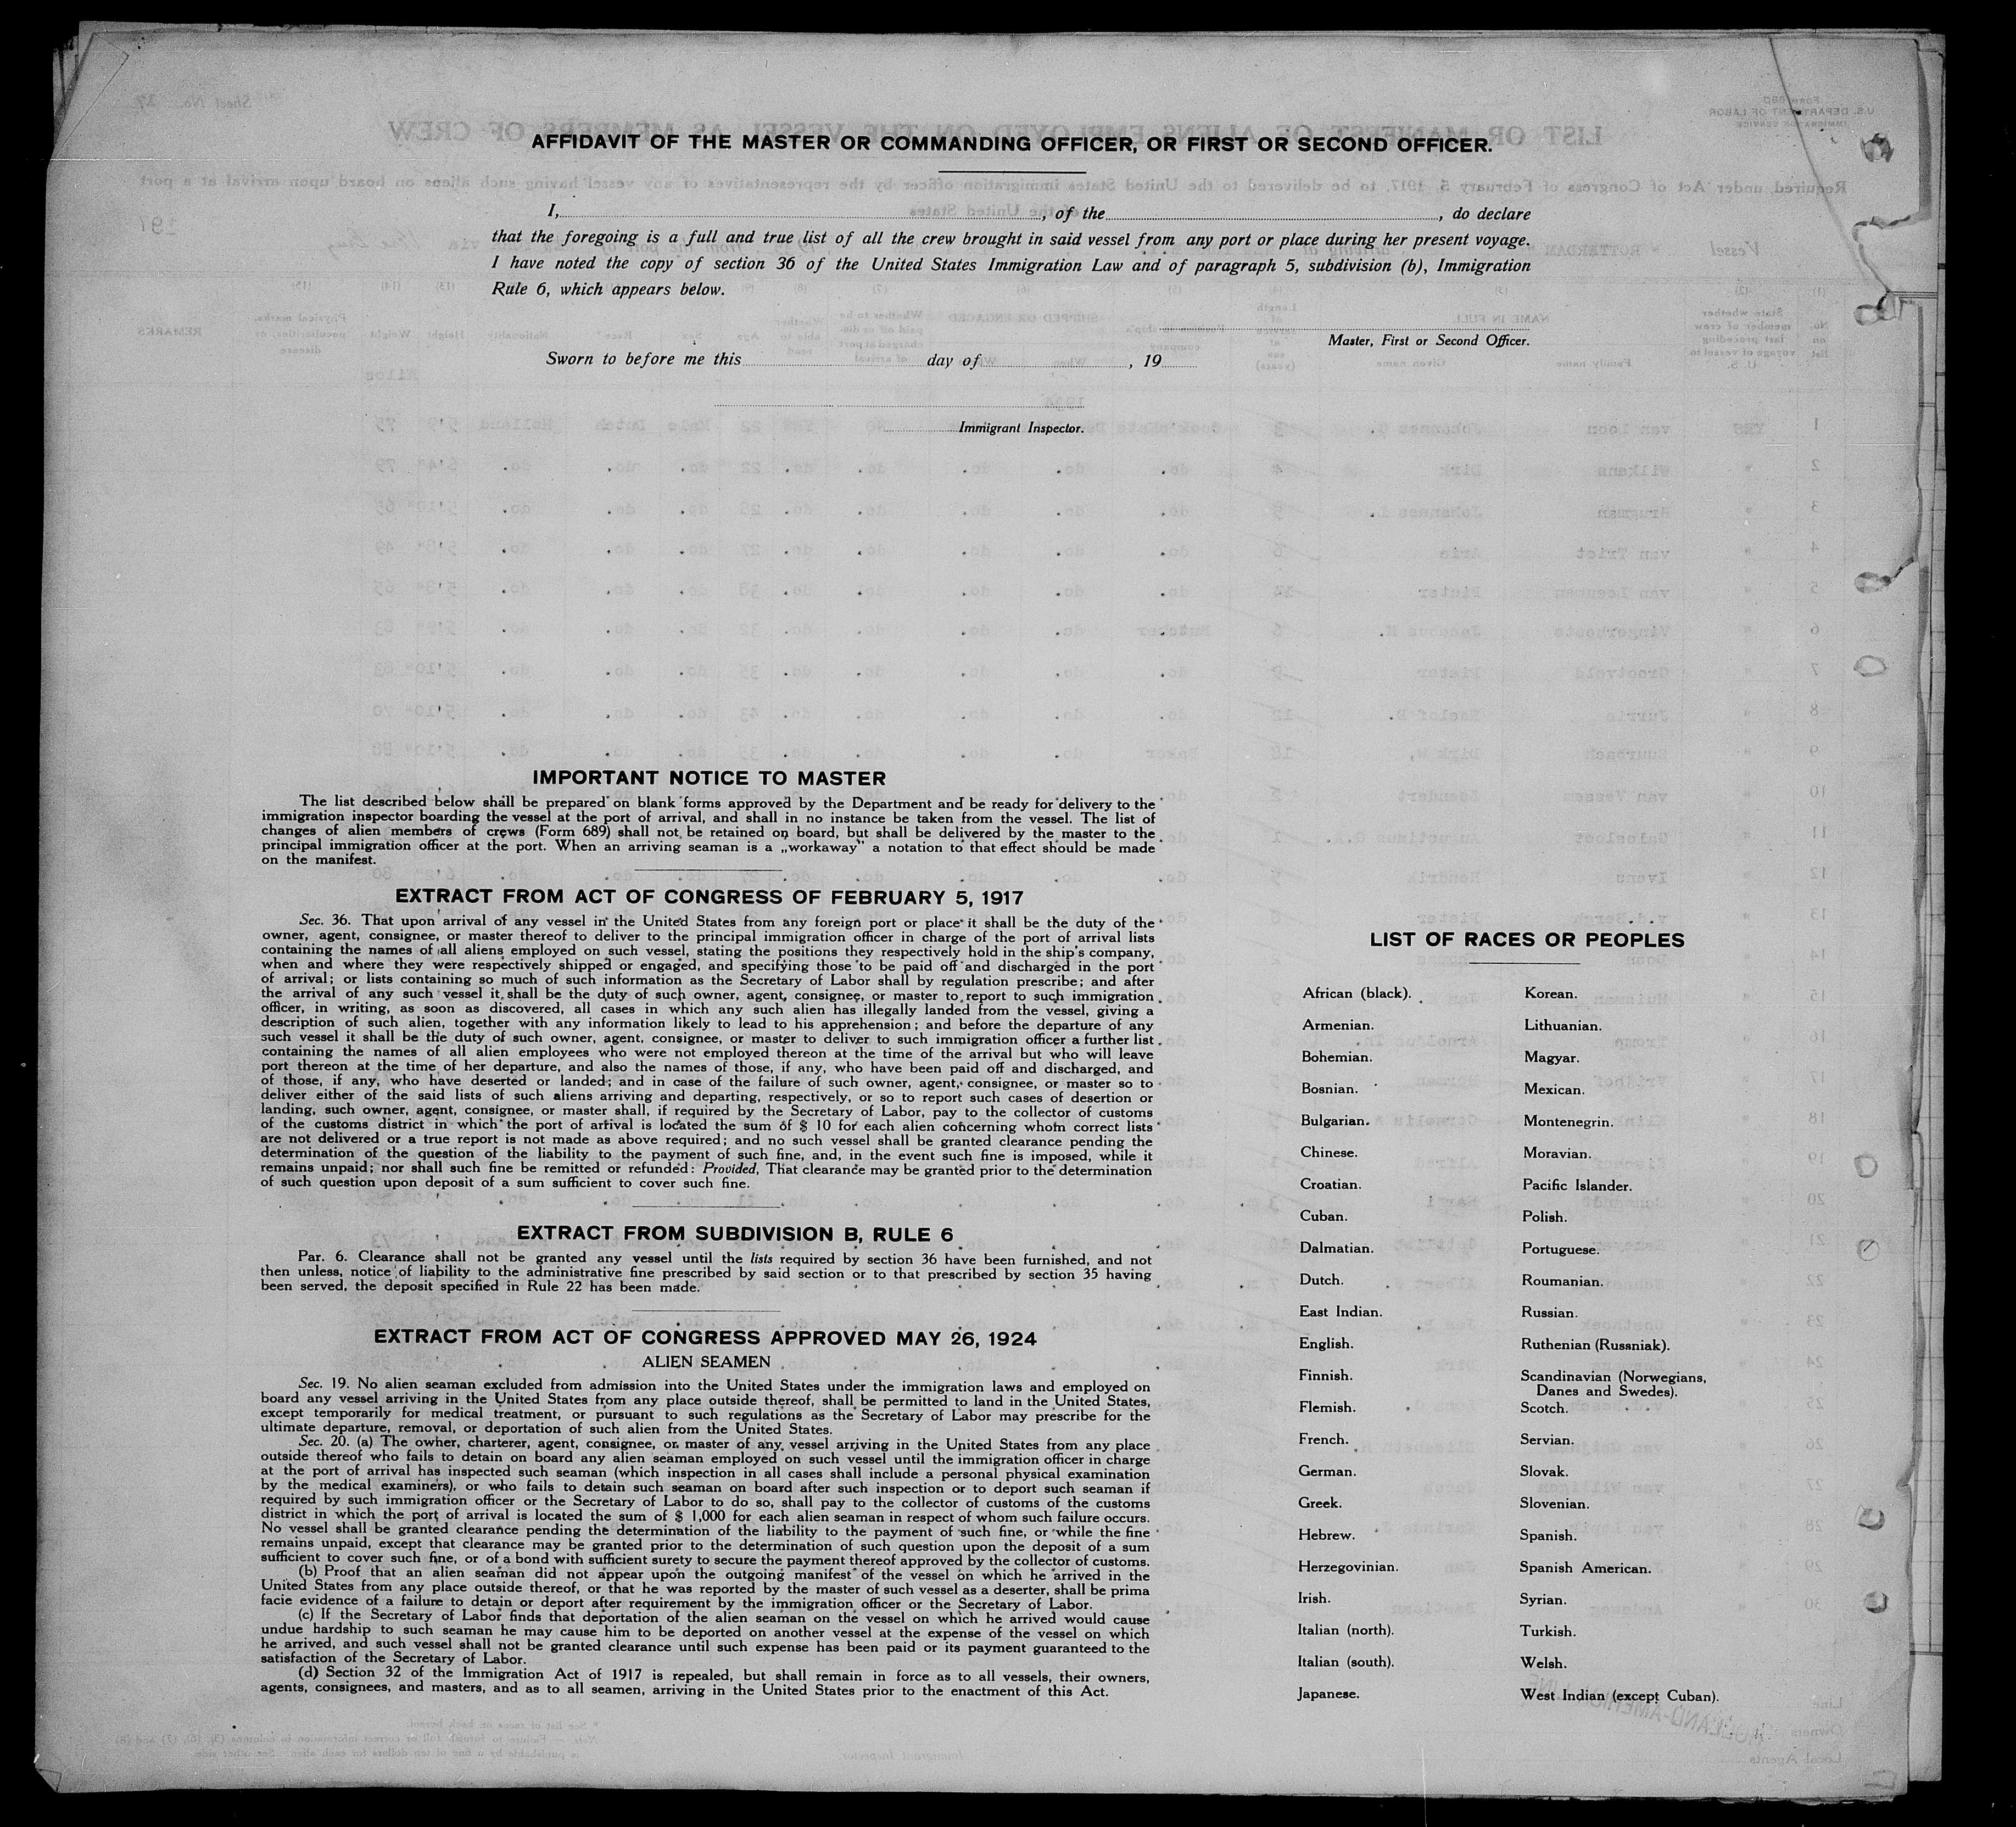 AFFIDAVIT OF THE MASTER OR COMMANDING OFFICER, OR FIRST OR SECOND OFFICER.
I, , of the , do declare
that the foregoing is a full and true list of all the crew brought in said vessel from any port or place during her present voyage.
I have noted the copy of section 36 of the United States Immigration Law and of paragraph 5, subdivision (b), Immigration
Rule 6, which appears below.
Master, First or Second Officer.
Sworn to before me this day of , 19
Immigrant Inspector.
IMPORTANT NOTICE TO MASTER
The list described below shall be prepared on blank forms approved by the Department and be ready for delivery to the
immigration inspector boarding the vessel at the port of arrival, and shall in no instance be taken from the vessel. The list of
changes of alien members of crews (Form 689) shall not be retained on board, but shall be delivered by the master to the
principal immigration officer at the port. When an arriving seaman is a „workaway" a notation to that effect should be made
on the manifest.
EXTRACT FROM ACT OF CONGRESS OF FEBRUARY 5, 1917
Sec. 36. That upon arrival of any vessel in the United States from any foreign port or place it shall be the duty of the
owner, agent, consignee, or master thereof to deliver to the principal immigration officer in charge of the port of arrival lists
containing the names of all aliens employed on such vessel, stating the positions they respectively hold in the ship's company,
when and where they were respectively shipped or engaged, and specifying those to be paid off and discharged in the port
of arrival; or lists containing so much of such information as the Secretary of Labor shall by regulation prescribe; and after
the arrival of any such vessel it shall be the duty of such owner, agent, consignee, or master to report to such immigration
officer, in writing, as soon as discovered, all cases in which any such alien has illegally landed from the vessel, giving a
description of such alien, together with any information likely to lead to his apprehension; and before the departure of any
such vessel it shall be the duty of such owner, agent, consignee, or master to deliver to such immigration officer a further list
containing the names of all alien employees who were not employed thereon at the time of the arrival but who will leave
port thereon at the time of her departure, and also the names of those, if any, who have been paid off and discharged, and
of those, if any, who have deserted or landed; and in case of the failure of such owner, agent, consignee, or master so to
deliver either of the said lists of such aliens arriving and departing, respectively, or so to report such cases of desertion or
landing, such owner, agent, consignee, or master shall, if required by the Secretary of Labor, pay to the collector of customs
of the customs district in which the port of arrival is located the sum of $ 10 for each alien concerning whom correct lists
are not delivered or a true report is not made as above required; and no such vessel shall be granted clearance pending the
determination of the question of the liability to the payment of such fine, and, in the event such fine is imposed, while it
remains unpaid; nor shall such fine be remitted or refunded: Provided, That clearance may be granted prior to the determination
of such question upon deposit of a sum sufficient to cover such fine.
EXTRACT FROM SUBDIVISION B, RULE 6
Par. 6. Clearance shall not be granted any vessel until the lists required by section 36 have been furnished, and not
then unless, notice of liability to the administrative fine prescribed by said section or to that prescribed by section 35 having
been served, the deposit specified in Rule 22 has been made.
EXTRACT FROM ACT OF CONGRESS APPROVED MAY 26, 1924
ALIEN SEAMEN
Sec. 19. No alien seaman excluded from admission into the United States under the immigration laws and employed on
board any vessel arriving in the United States from any place outside thereof, shall be permitted to land in the United States,
except temporarily for medical treatment, or pursuant to such regulations as the Secretary of Labor may prescribe for the
ultimate departure, removal, or deportation of such alien from the United States.
Sec. 20. (a) The owner, charterer, agent, consignee, or master of any vessel arriving in the United States from any place
outside thereof who fails to detain on board any alien seaman employed on such vessel until the immigration officer in charge
at the port of arrival has inspected such seaman (which inspection in all cases shall include a personal physical examination
by the medical examiners), or who fails to detain such seaman on board after such inspection or to deport such seaman if
required by such immigration officer or the Secretary of Labor to do so, shall pay to the collector of customs of the customs
district in which the port of arrival is located the sum of $ 1,000 for each alien seaman in respect of whom such failure occurs.
No vessel shall be granted clearance pending the determination of the liability to the payment of such fine, or while the fine
remains unpaid, except that clearance may be granted prior to the determination of such question upon the deposit of a sum
sufficient to cover such fine, or of a bond with sufficient surety to secure the payment thereof approved by the collector of customs.
(b) Proof that an alien seaman did not appear upon the outgoing manifest of the vessel on which he arrived in the
United States from any place outside thereof, or that he was reported by the master of such vessel as a deserter, shall be prima
facie evidence of a failure to detain or deport after requirement by the immigration officer or the Secretary of Labor.
(c) If the Secretary of Labor finds that deportation of the alien seaman on the vessel on which he arrived would cause
undue hardship to such seaman he may cause him to be deported on another vessel at the expense of the vessel on which
he arrived, and such vessel shall not be granted clearance until such expense has been paid or its payment guaranteed to the
satisfaction of the Secretary of Labor.
(d) Section 32 of the Immigration Act of 1917 is repealed, but shall remain in force as to all vessels, their owners,
agents, consignees, and masters, and as to all seamen, arriving in the United States prior to the enactment of this Act.
LIST OF RACES OR PEOPLES
African (black).
Armenian.
Bohemian.
Bosnian.
Bulgarian.
Chinese.
Croatian.
Cuban.
Dalmatian.
Dutch.
East Indian.
English.
Finnish.
Flemish.
French.
German.
Greek.
Hebrew.
Herzegovinian.
Irish.
Italian (north).
Italian (south).
Japanese.
Korean.
Lithuanian.
Magyar.
Mexican.
Montenegrin.
Moravian.
Pacific Islander.
Polish.
Portuguese.
Roumanian.
Russian.
Ruthenian (Russniak).
Scandinavian (Norwegians,
Danes and Swedes).
Scotch.
Servian.
Slovak.
Slovenian.
Spanish.
Spanish American.
Syrian.
Turkish.
Welsh.
West Indian (except Cuban).